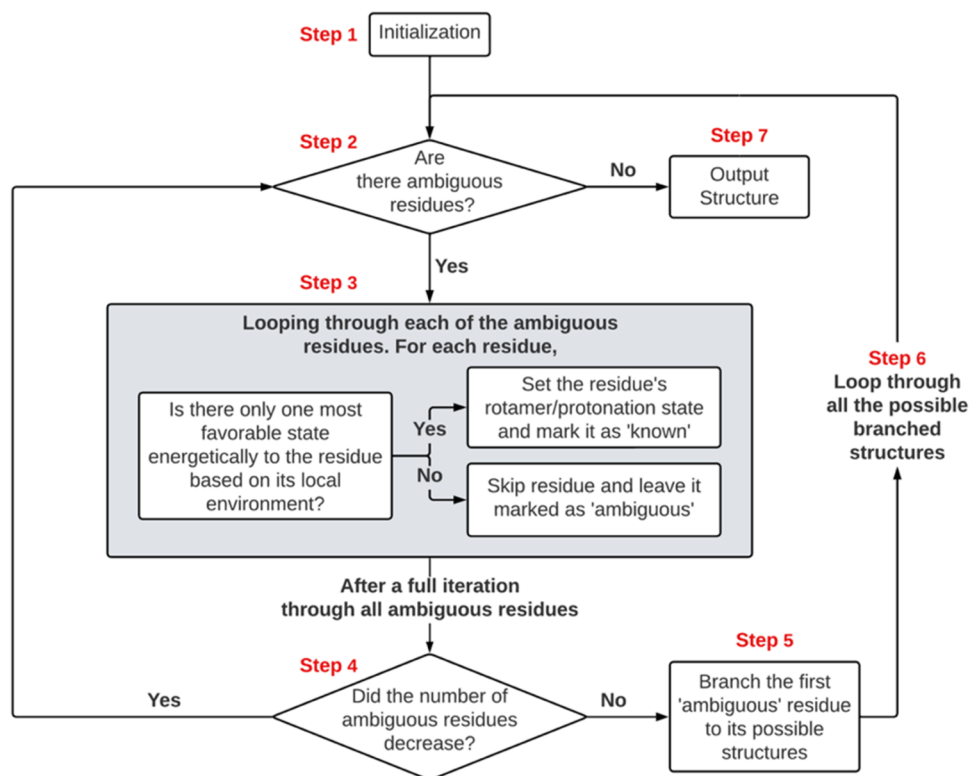 Step 1
Initialization
Step 2
Are
there ambiguous
residues?
No
Step 7
Output
Structure
Yes
Step 3
Looping through each of the ambiguous
residues. For each residue,
Is there only one most
favorable state
energetically to the residue
based on its local
environment?
Yes
Set the residue's
rotamer/protonation state
and mark it as 'known'
No
Skip residue and leave it
marked as 'ambiguous'
After a full iteration
through all ambiguous residues
Step 4
Did the number of
ambiguous residues
decrease?
Yes
No
Step 5
Branch the first
'ambiguous' residue
to its possible
structures
Step 6
Loop through
all the possible
branched
structures